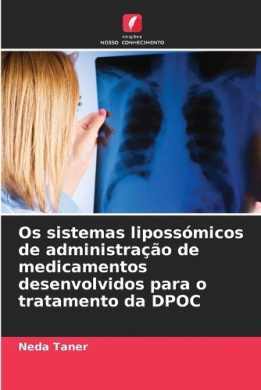 edições
NOSSO CONHECIMENTO
Os sistemas lipossómicos
de administração de
medicamentos
desenvolvidos para o
tratamento da DPOC
Neda Taner